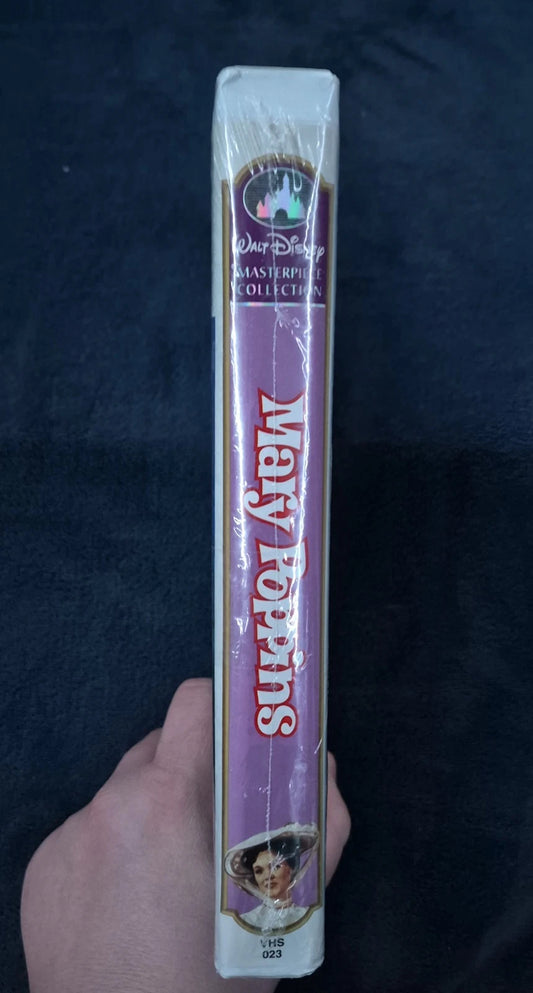 WALT DISNEY
MASTERPIECE
COLLECTION
Mary Poppins
VHS
023